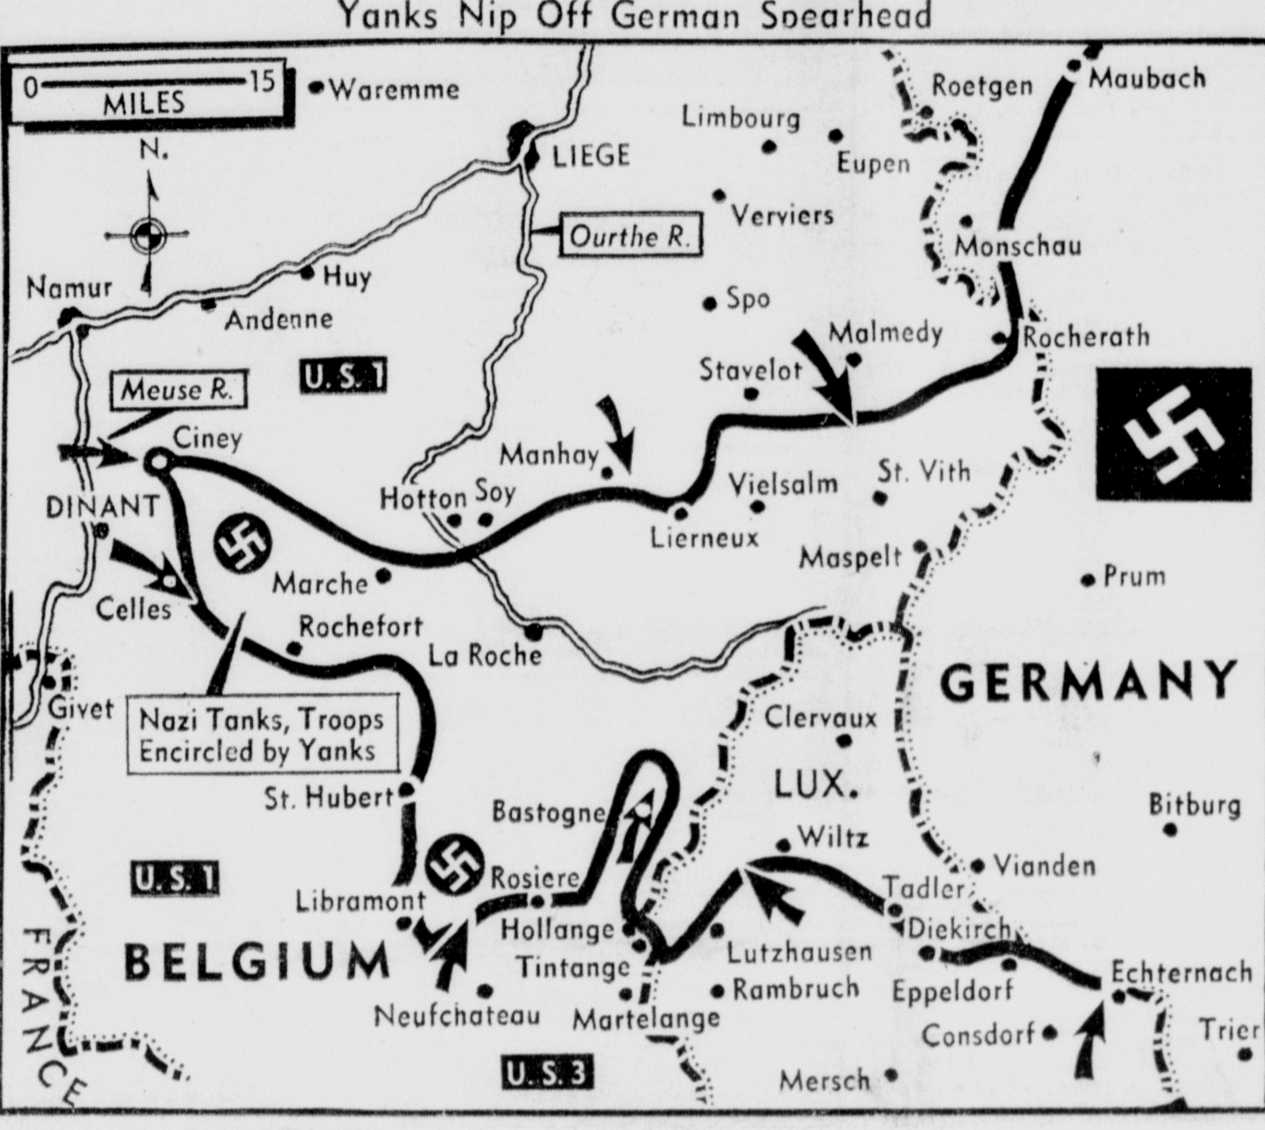 Yanks Nip Off German Spearhead
0 15
MILES
N.
Waremme
LIEGE
Limbourg
Eupen
Roetgen
Maubach
Verviers
Ourthe R.
Monschau
Namur
Huy
Andenne
Spo
Malmedy
Rocherath
U.S.1
Stavelot
Meuse R.
Ciney
Manhay
DINANT
Hotton
Soy
Vielsalm
St. Vith
Lierneux
Maspelt
Prum
Marche
Celles
Rochefort
La Roche
GERMANY
Givet
Nazi Tanks, Troops
Encircled by Yanks
Clervaux
LUX.
St. Hubert
Bastogne
Bitburg
Wiltz
Vianden
U.S.1
Rosiere
Tadler
Libramont
Hollange
Diekirch
BELGIUM
Tintange
Lutzhausen
Echternach
FRANCE
Neufchateau
Martelange
Rambruch
Eppeldorf
Consdorf
Trier
U.S.3
Mersch